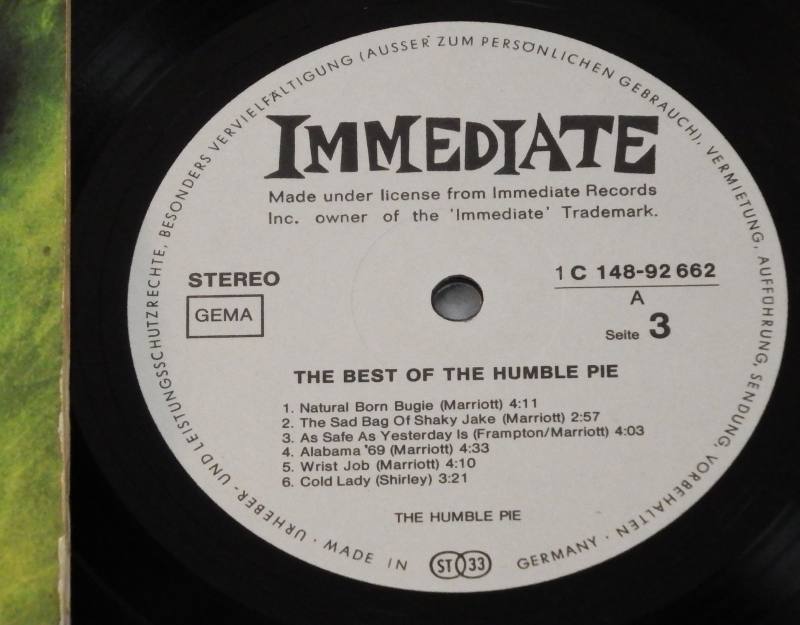 IMMEDIATE
Made under license from Immediate Records
Inc. owner of the 'Immediate' Trademark.
STEREO
GEMA
1 C 148-92 662
A
Seite 3
THE BEST OF THE HUMBLE PIE
1. Natural Born Bugie (Marriott) 4:11
2. The Sad Bag Of Shaky Jake (Marriott) 2:57
3. As Safe As Yesterday Is (Frampton/Marriott) 4:03
4. Alabama '69 (Marriott) 4:33
5. Wrist Job (Marriott) 4:10
6. Cold Lady (Shirley) 3:21
THE HUMBLE PIE
URHEBER- UND LEISTUNGSSCHUTZRECHTE, BESONDERS VERVIELFÄLTIGUNG (AUSSER ZUM PERSÖNLICHEN GEBRAUCH), VERMIETUNG, AUFFÜHRUNG, SENDUNG, VORBEHALTEN ·
MADE IN ST 33 GERMANY ·